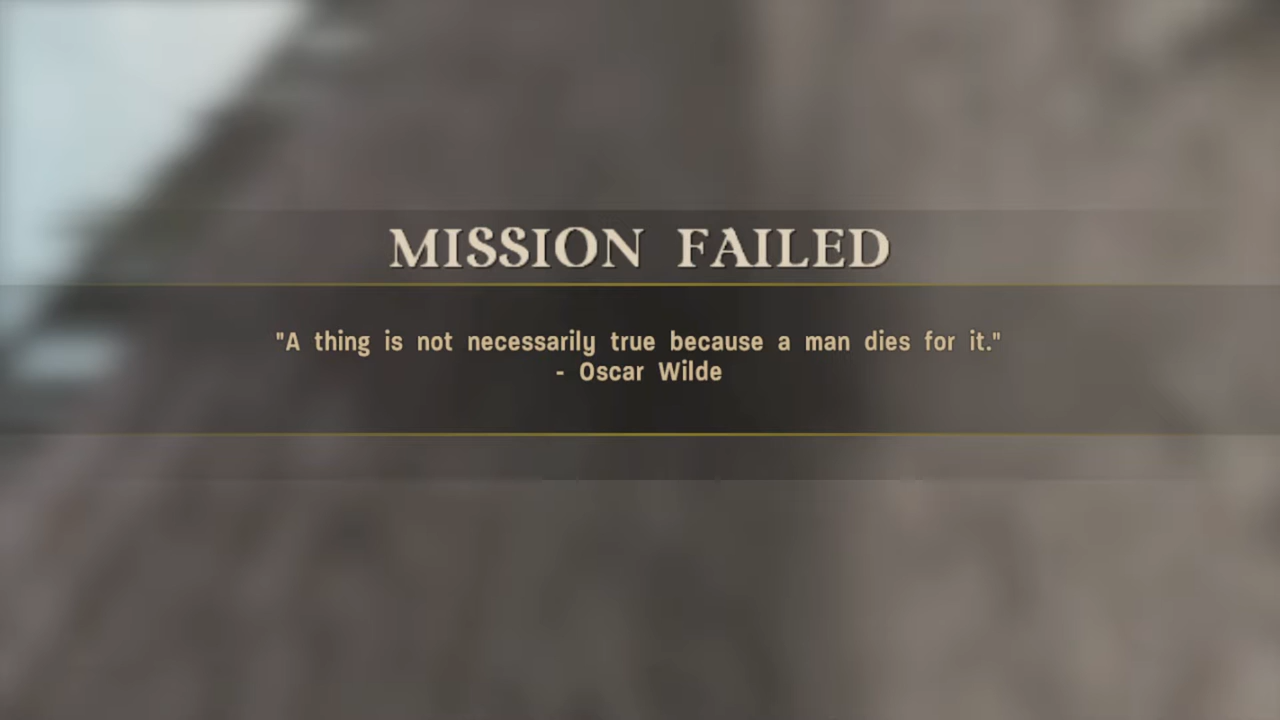 MISSION FAILED
"A thing is not necessarily true because a man dies for it."
- Oscar Wilde